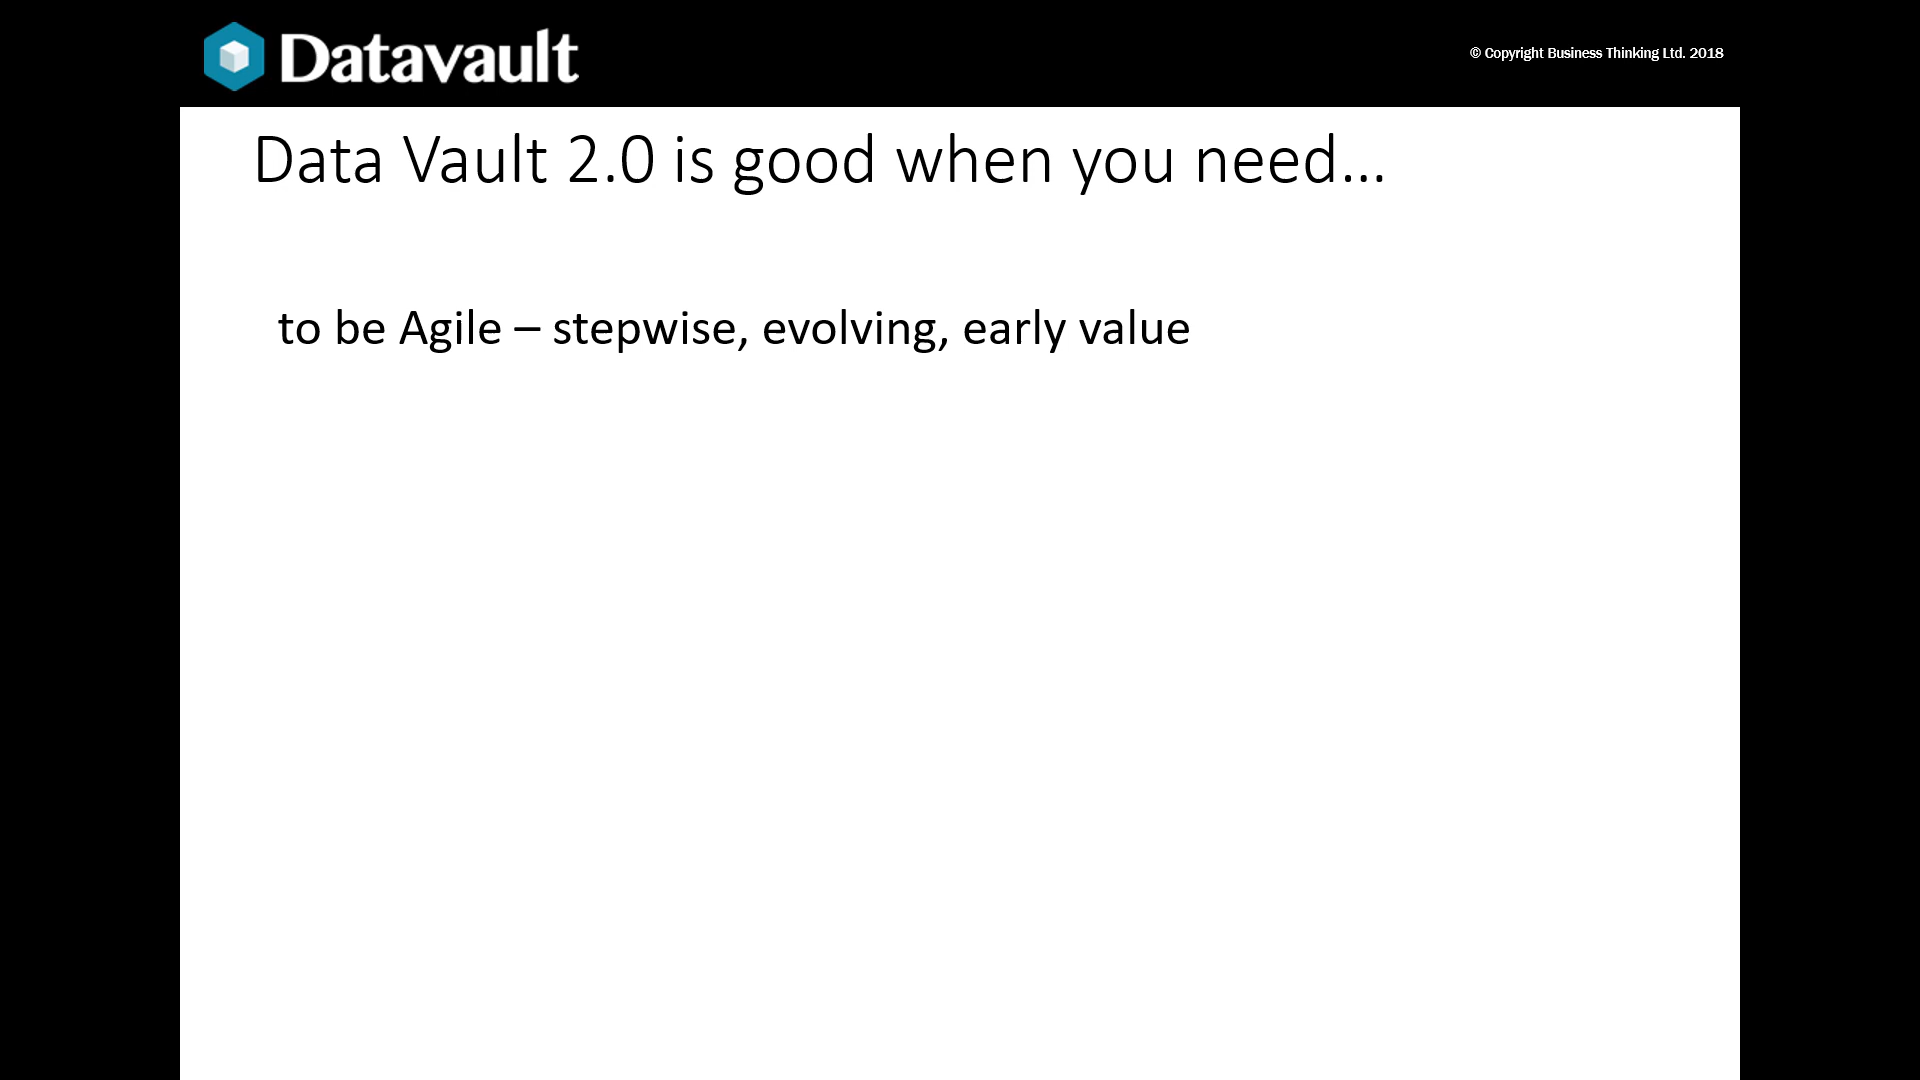 Datavault
© Copyright Business Thinking Ltd. 2018
Data Vault 2.0 is good when you need…
to be Agile – stepwise, evolving, early value